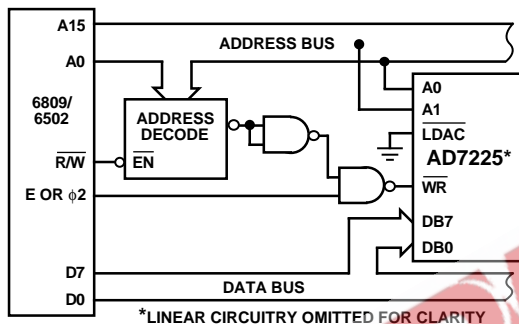 A15
ADDRESS BUS
A0
A0
6809/
6502
ADDRESS
DECODE
A1
LDAC
AD7225*
R/W
EN
WR
E OR ϕ2
DB7
DB0
D7
DATA BUS
D0
*LINEAR CIRCUITRY OMITTED FOR CLARITY